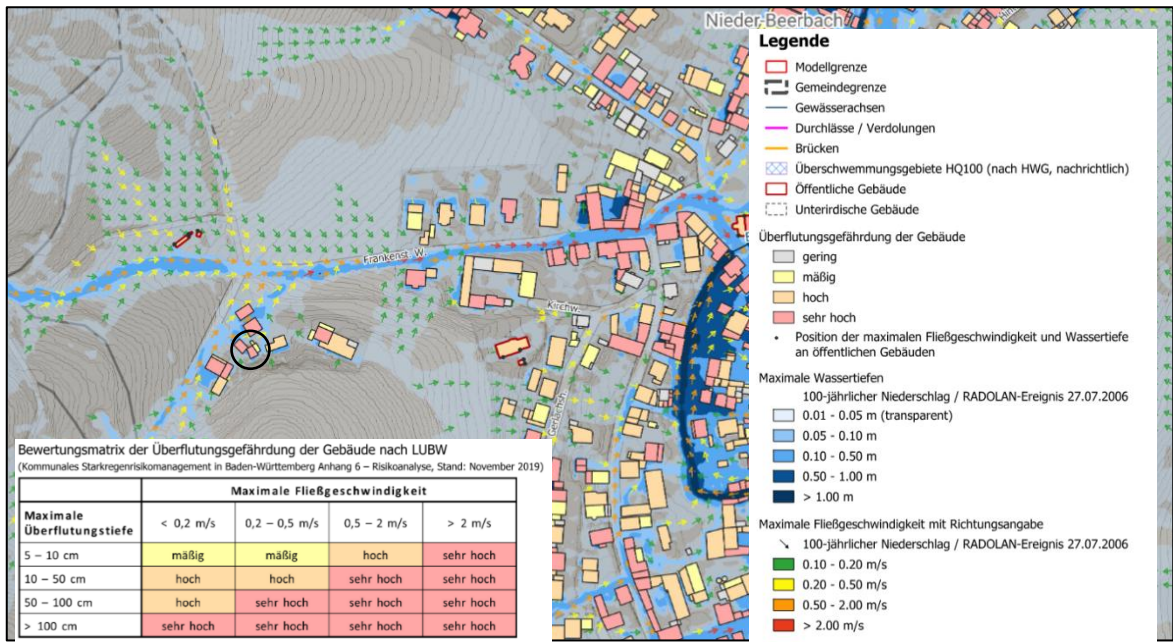 Nieder-Beerbach
Frankenst. W.
Kirchw.
Legende
Modellgrenze
Gemeindegrenze
Gewässerachsen
Durchlässe / Verdolungen
Brücken
Überschwemmungsgebiete HQ100 (nach HWG, nachrichtlich)
Öffentliche Gebäude
Unterirdische Gebäude
Überflutungsgefährdung der Gebäude
gering
mäßig
hoch
sehr hoch
Position der maximalen Fließgeschwindigkeit und Wassertiefe
an öffentlichen Gebäuden
Maximale Wassertiefen
100-jährlicher Niederschlag / RADOLAN-Ereignis 27.07.2006
0.01 - 0.05 m (transparent)
0.05 - 0.10 m
0.10 - 0.50 m
0.50 - 1.00 m
> 1.00 m
Maximale Fließgeschwindigkeit mit Richtungsangabe
100-jährlicher Niederschlag / RADOLAN-Ereignis 27.07.2006
0.10 - 0.20 m/s
0.20 - 0.50 m/s
0.50 - 2.00 m/s
> 2.00 m/s
Bewertungsmatrix der Überflutungsgefährdung der Gebäude nach LUBW
(Kommunales Starkregenrisikomanagement in Baden-Württemberg Anhang 6 – Risikoanalyse, Stand: November 2019)
Maximale Fließgeschwindigkeit
Maximale
Überflutungstiefe < 0,2 m/s 0,2 – 0,5 m/s 0,5 – 2 m/s > 2 m/s
5 – 10 cm mäßig mäßig hoch sehr hoch
10 – 50 cm hoch hoch sehr hoch sehr hoch
50 – 100 cm hoch sehr hoch sehr hoch sehr hoch
> 100 cm sehr hoch sehr hoch sehr hoch sehr hoch